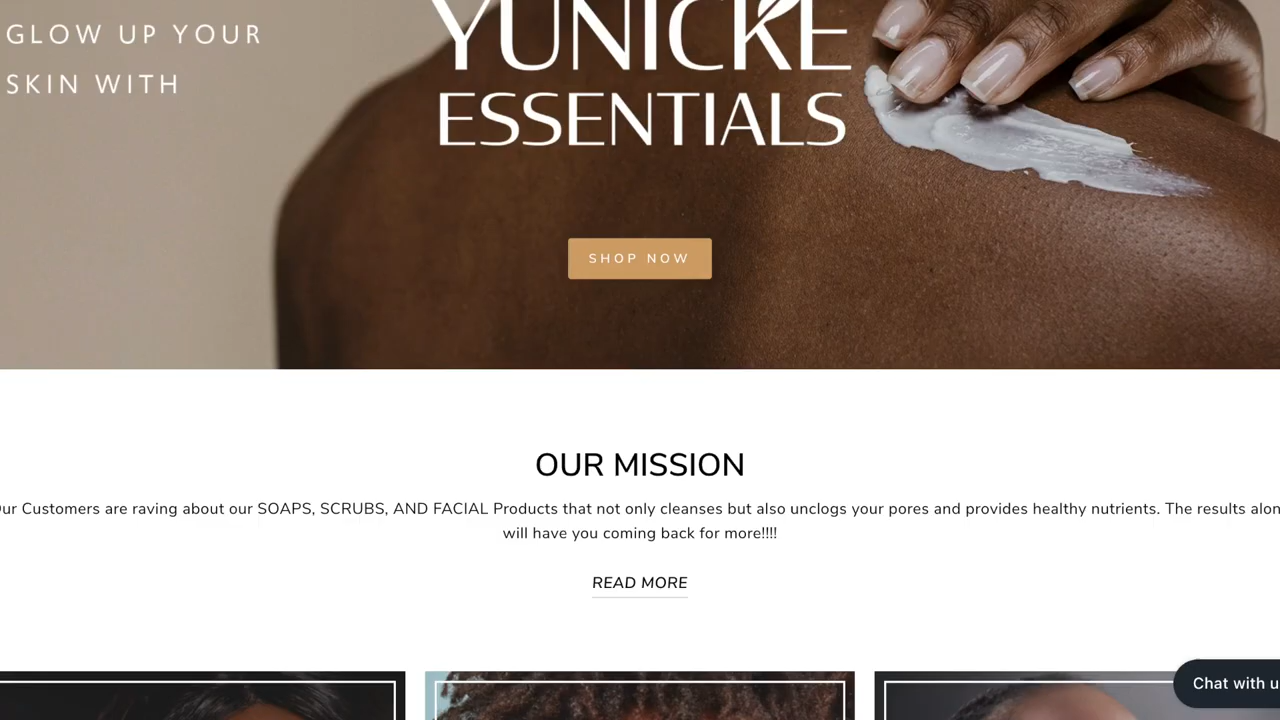 GLOW UP YOUR
SKIN WITH
YUNICKE
ESSENTIALS
SHOP NOW
OUR MISSION
Customers are raving about our SOAPS, SCRUBS, AND FACIAL Products that not only cleanses but also unclogs your pores and provides healthy nutrients. The results
will have you coming back for more!!!!
READ MORE
Chat with